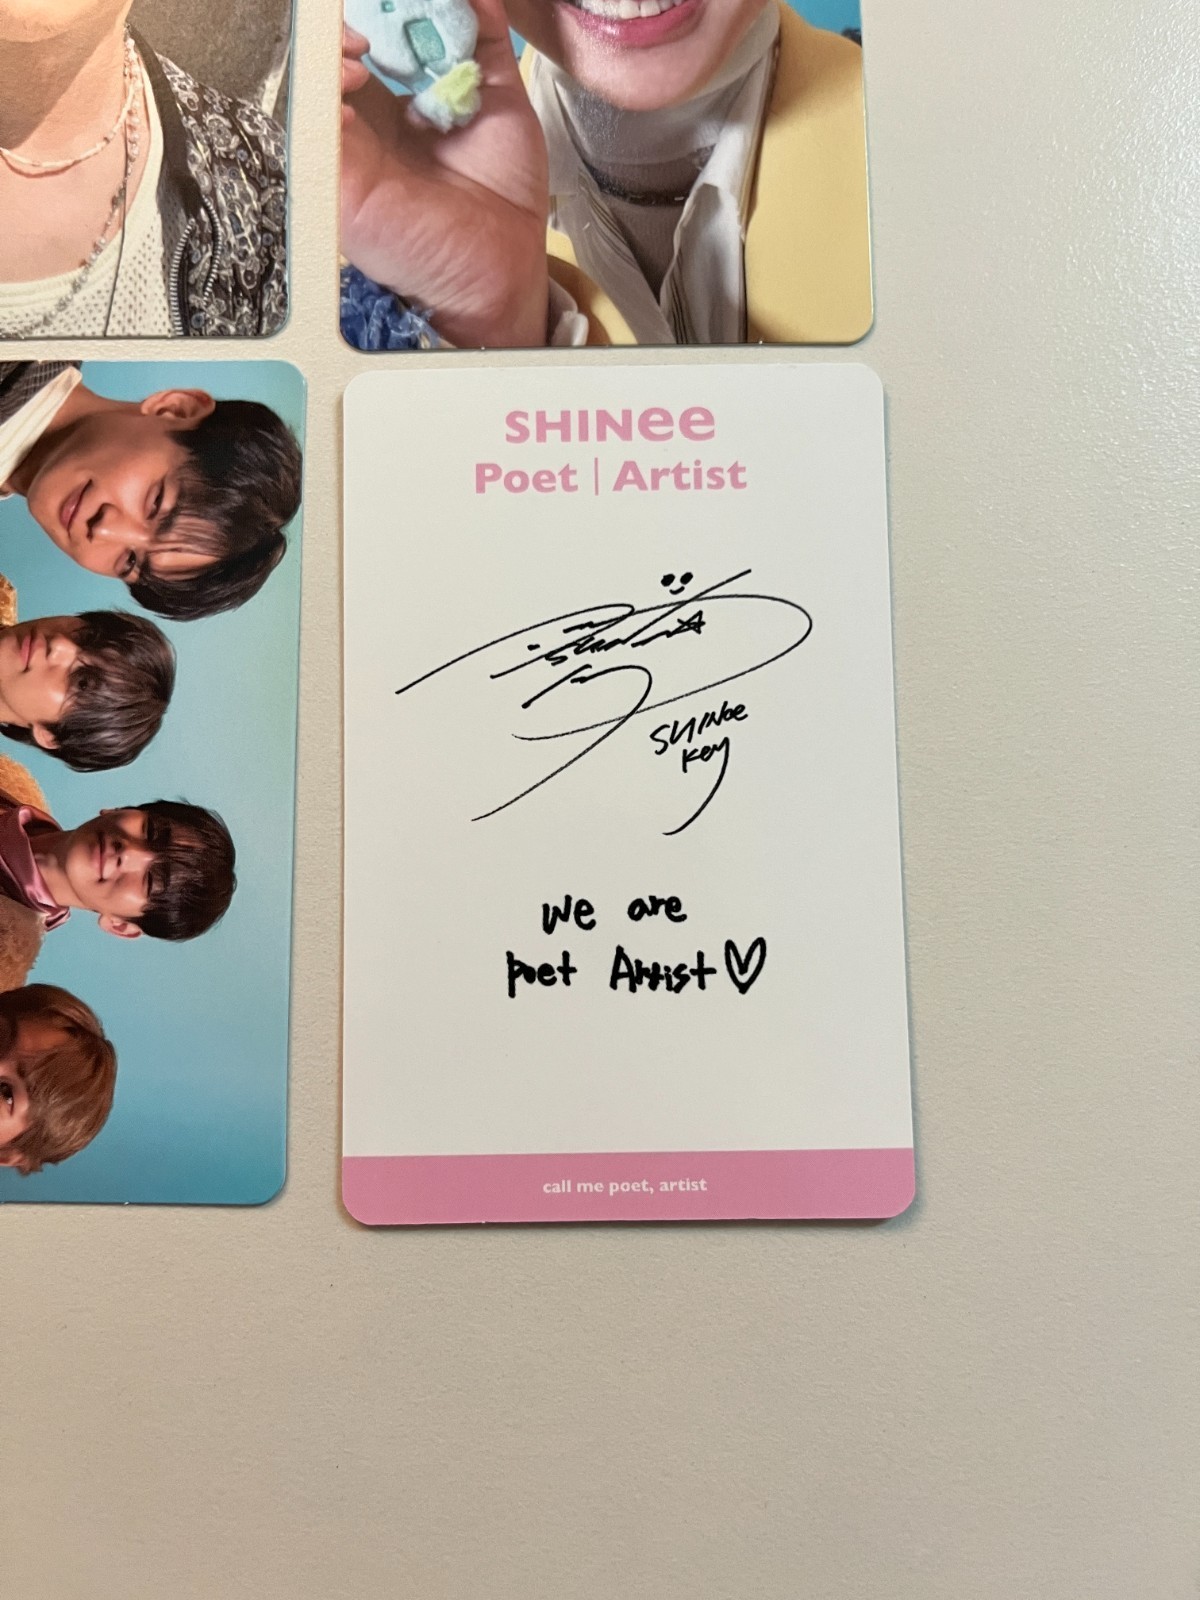 SHINee
Poet | Artist
SHINee
Key
we are
poet Artist♡
call me poet, artist